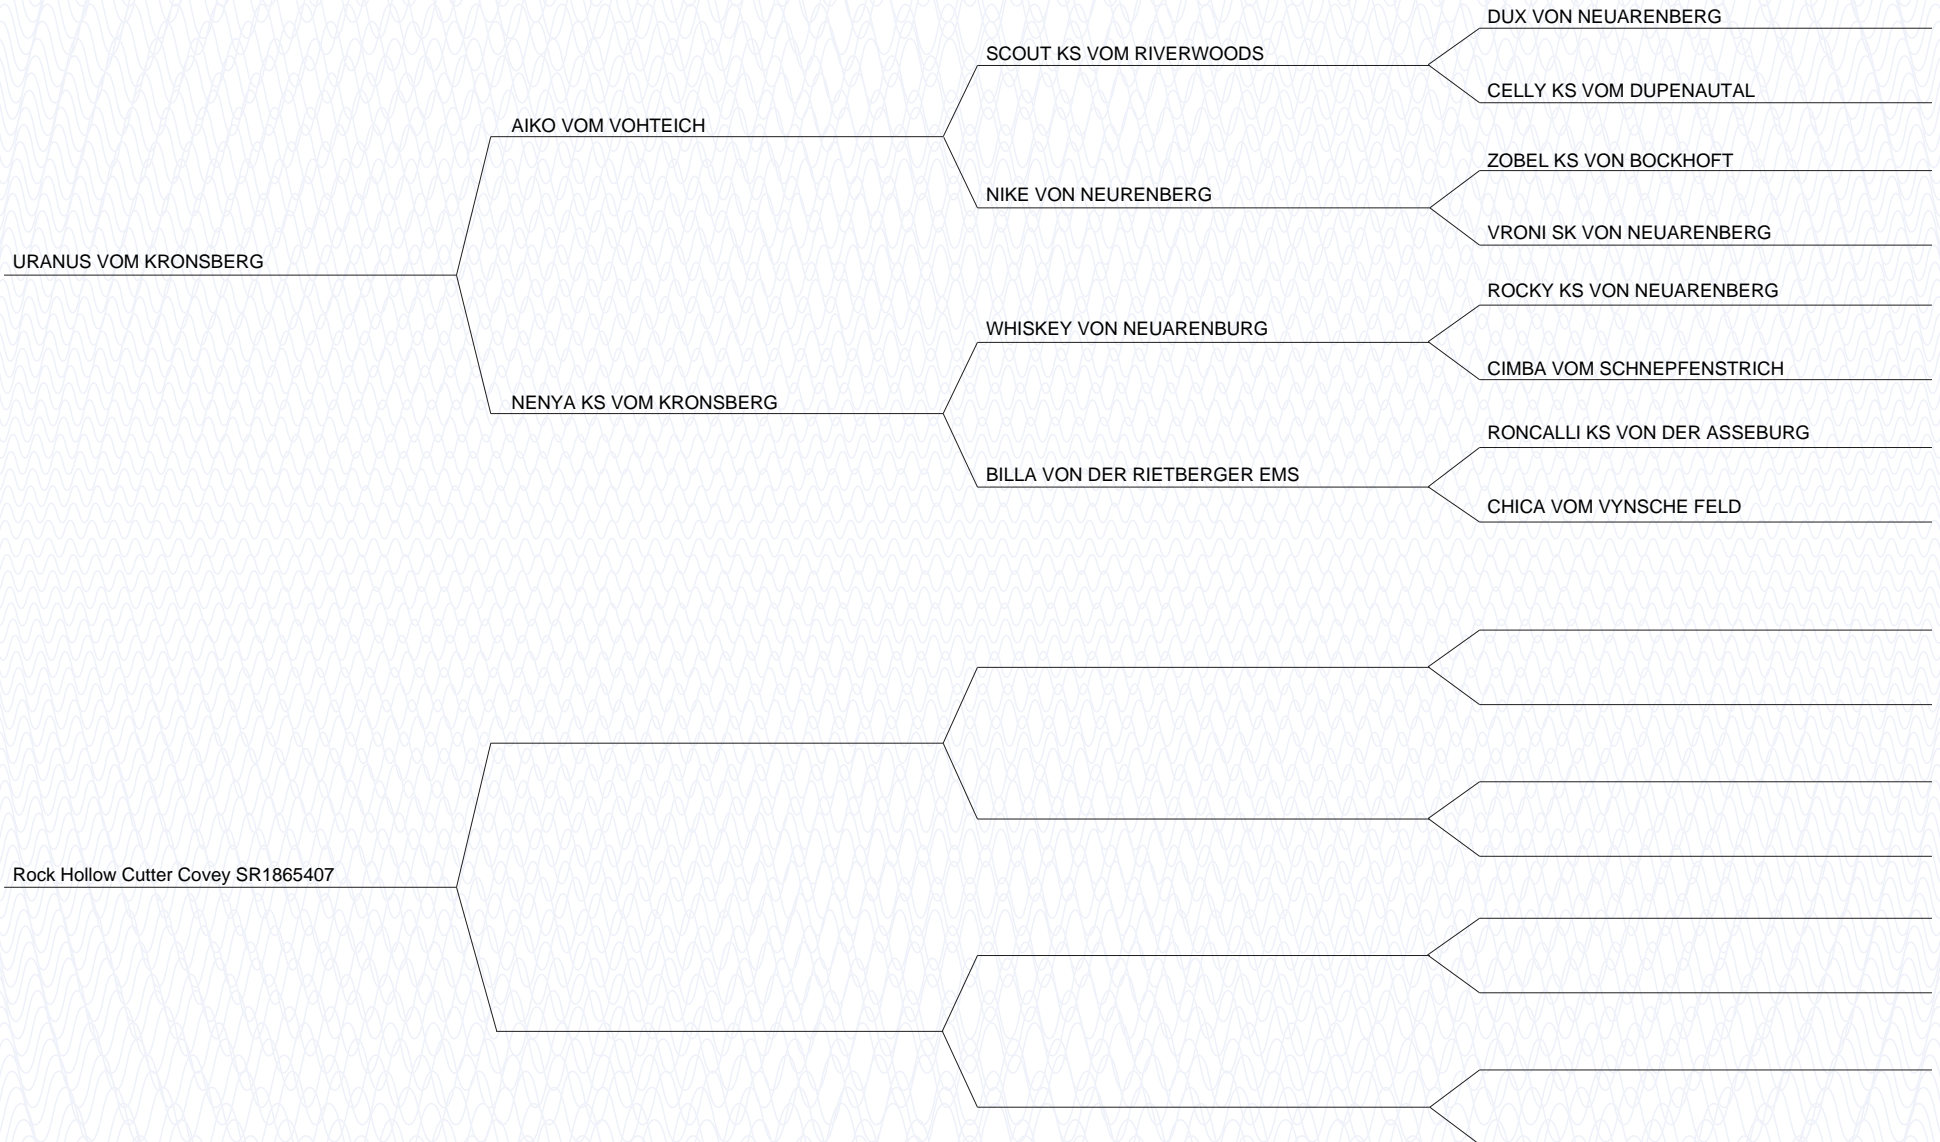 DUX VON NEUARENBERG
SCOUT KS VOM RIVERWOODS
CELLY KS VOM DUPENAUTAL
AIKO VOM VOHTEICH
ZOBEL KS VON BOCKHOFT
NIKE VON NEURENBERG
VRONI SK VON NEUARENBERG
URANUS VOM KRONSBERG
ROCKY KS VON NEUARENBERG
WHISKEY VON NEUARENBURG
CIMBA VOM SCHNEPFENSTRICH
NENYA KS VOM KRONSBERG
RONCALLI KS VON DER ASSEBURG
BILLA VON DER RIETBERGER EMS
CHICA VOM VYNSCHE FELD
Rock Hollow Cutter Covey SR1865407